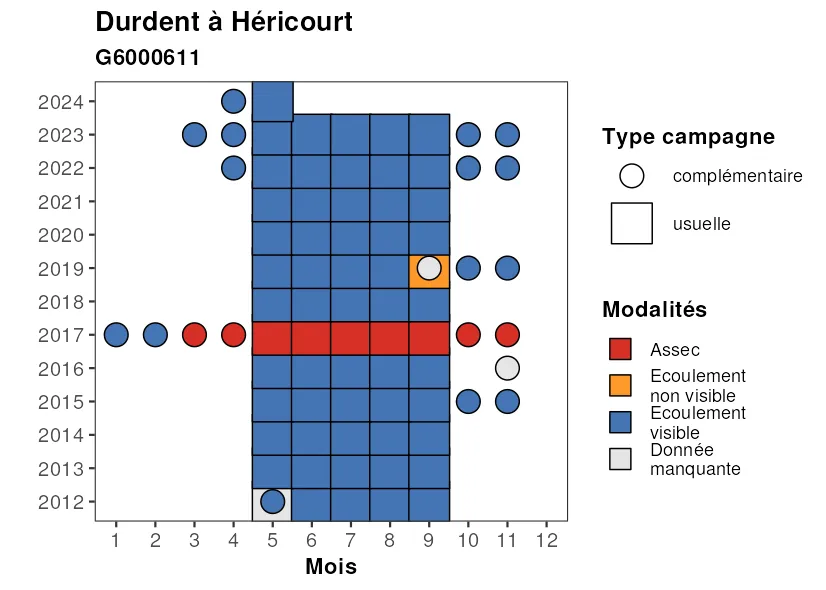 Durdent à Héricourt
G6000611
2024
2023
2022
2021
2020
2019
2018
2017
2016
2015
2014
2013
2012
1 2 3 4 5 6 7 8 9 10 11 12
Mois
Type campagne
complémentaire
usuelle
Modalités
Assec
Ecoulement
non visible
Ecoulement
visible
Donnée
manquante